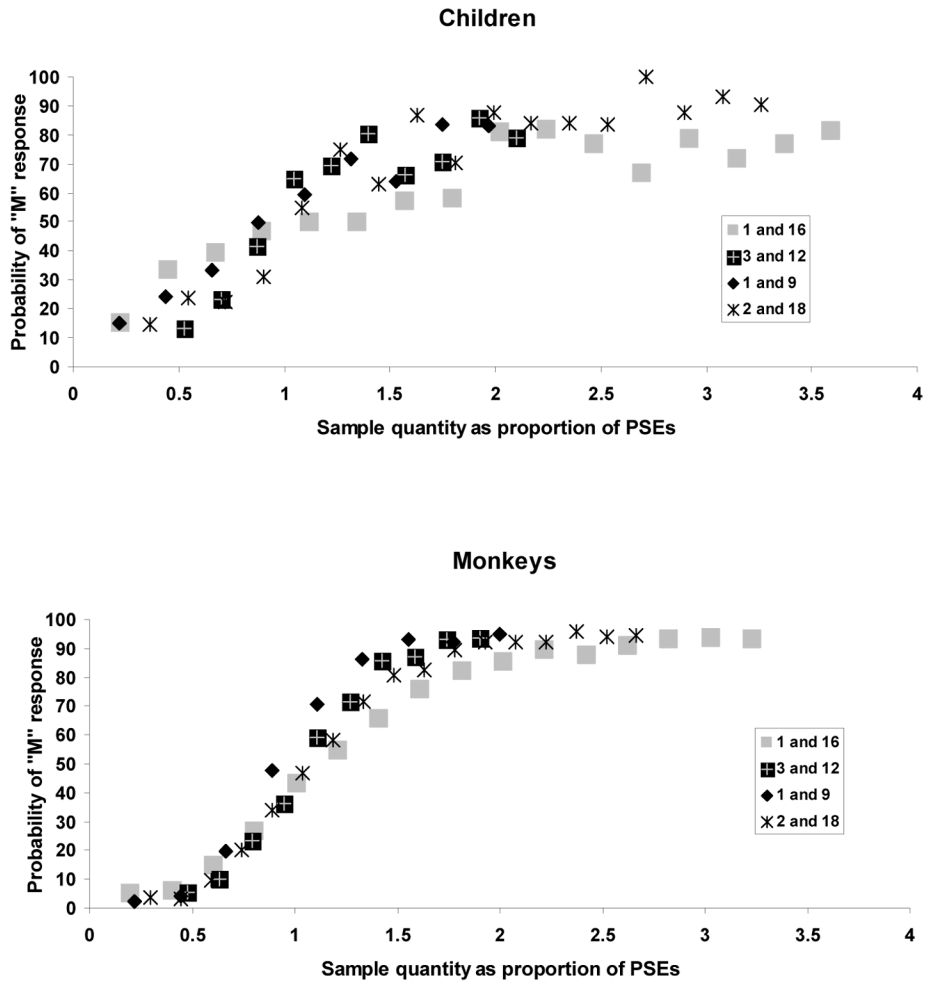 Children
Probability of "M" response
100
90
80
70
60
50
40
30
20
10
0
0 0.5 1 1.5 2 2.5 3 3.5 4
Sample quantity as proportion of PSEs
1 and 16
3 and 12
1 and 9
2 and 18
Monkeys
Probability of "M" response
100
90
80
70
60
50
40
30
20
10
0
0 0.5 1 1.5 2 2.5 3 3.5 4
Sample quantity as proportion of PSEs
1 and 16
3 and 12
1 and 9
2 and 18